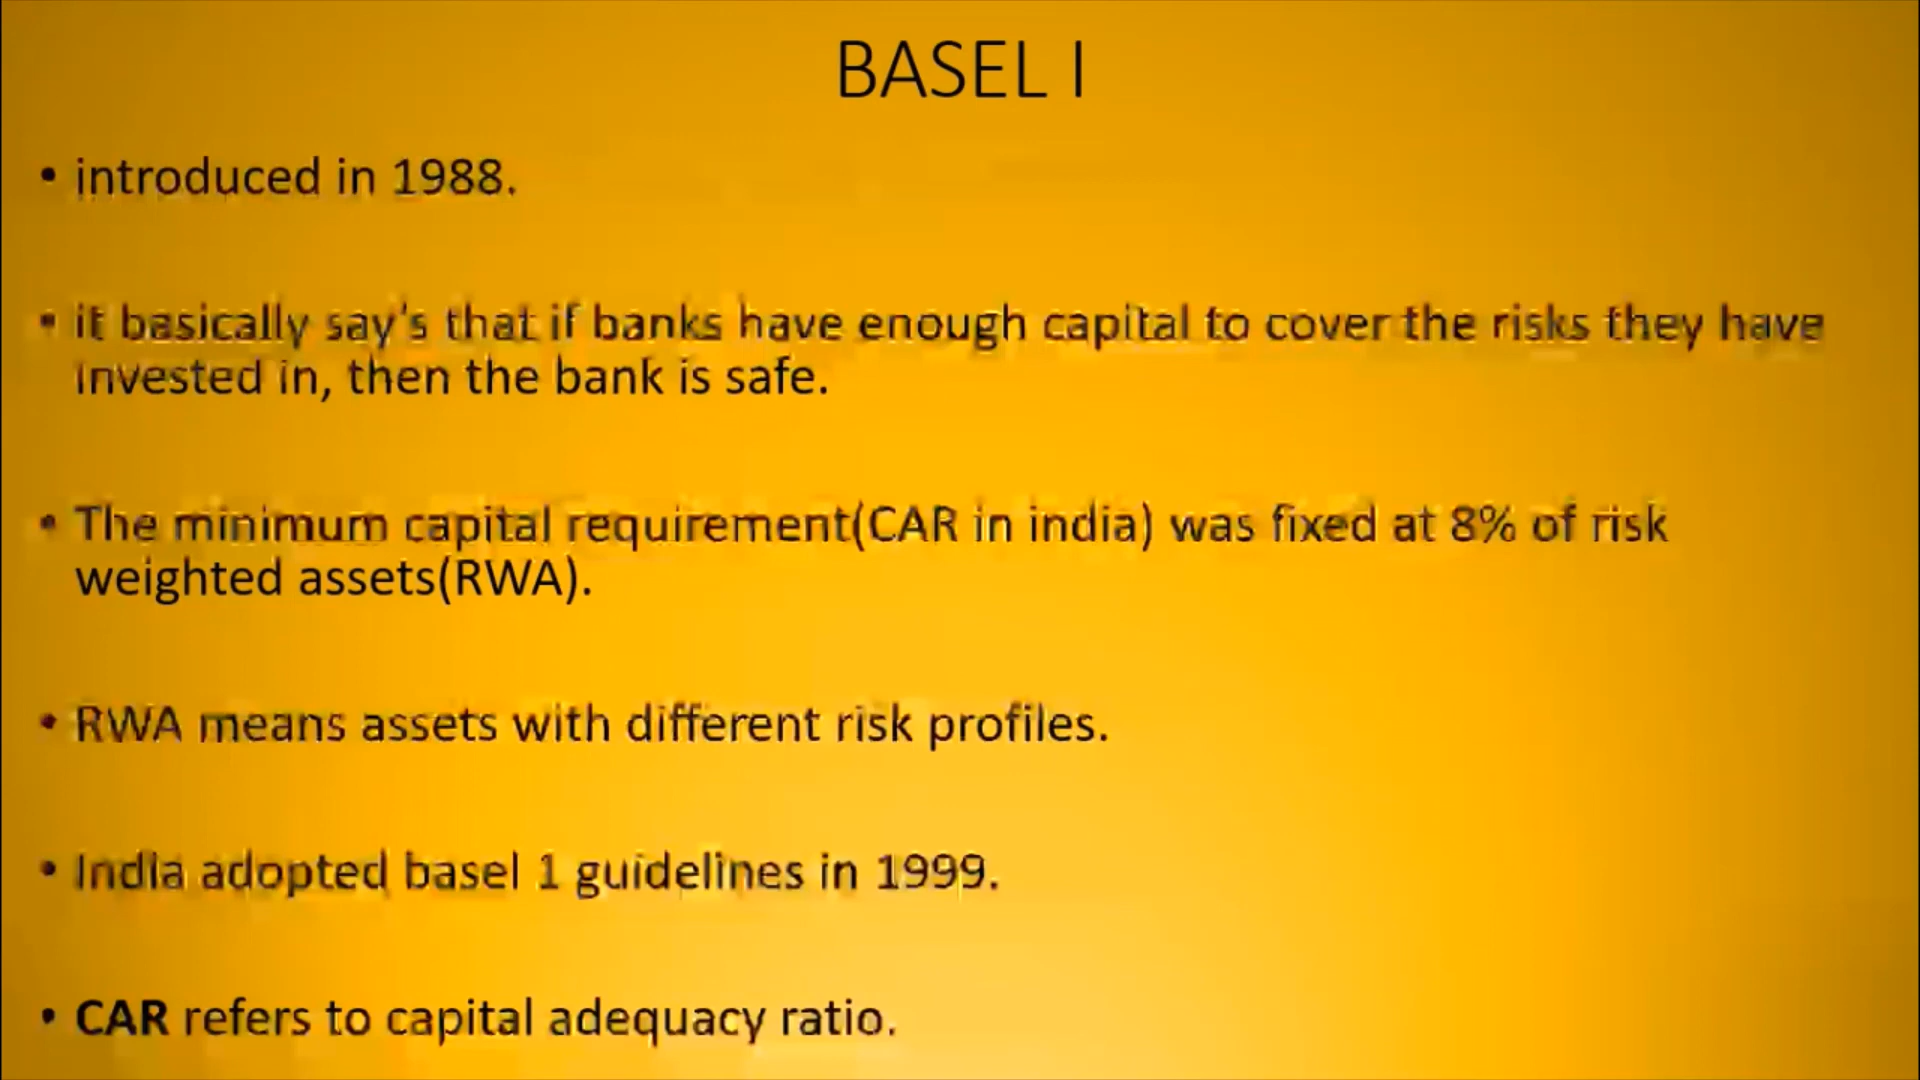 BASEL I
• introduced in 1988.
• it basically say's that if banks have enough capital to cover the risks they have
invested in, then the bank is safe.
• The minimum capital requirement(CAR in india) was fixed at 8% of risk
weighted assets(RWA).
• RWA means assets with different risk profiles.
• India adopted basel 1 guidelines in 1999.
• CAR refers to capital adequacy ratio.